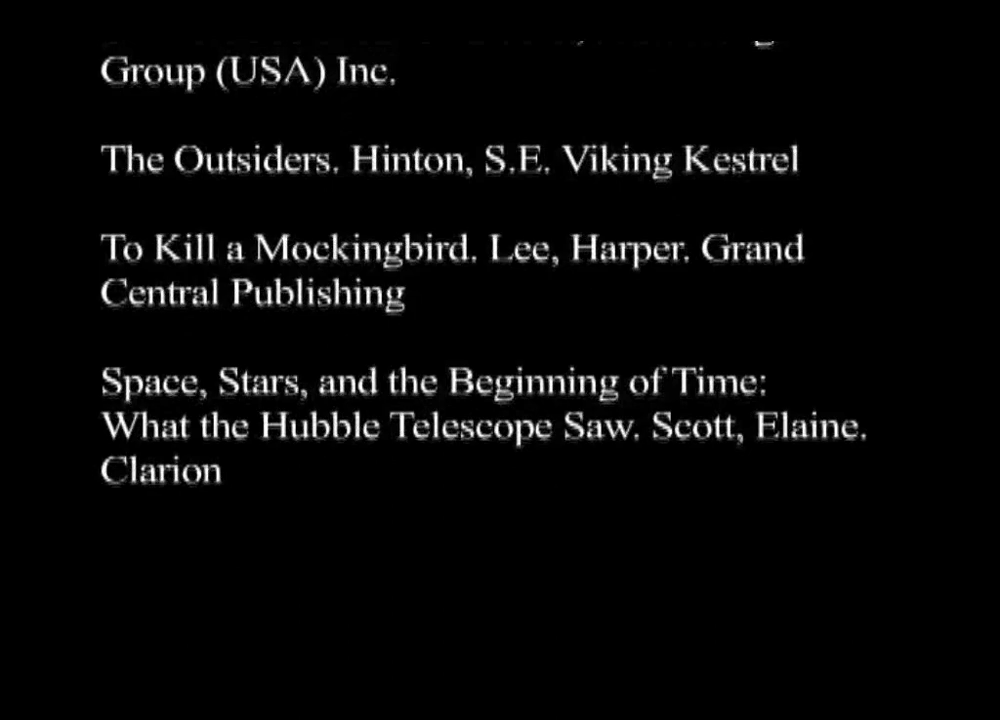 Group (USA) Inc.
The Outsiders. Hinton, S.E. Viking Kestrel
To Kill a Mockingbird. Lee, Harper. Grand
Central Publishing
Space, Stars, and the Beginning of Time:
What the Hubble Telescope Saw. Scott, Elaine.
Clarion